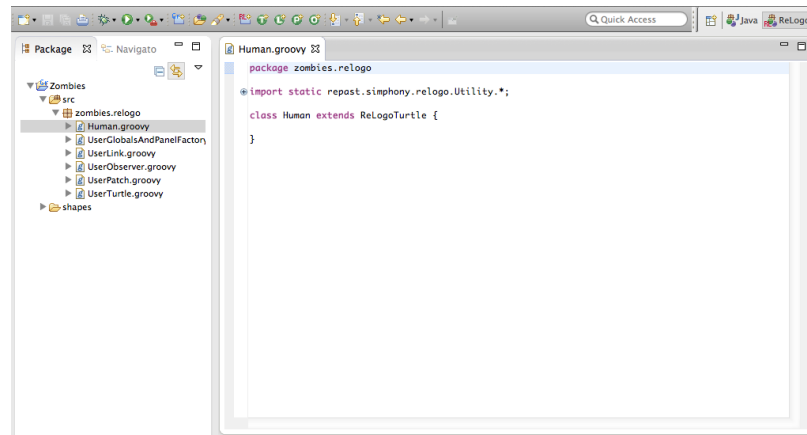 Quick Access
Java
ReLogo
Package
Navigato
Human.groovy
Zombies
src
zombies.relogo
Human.groovy
UserGlobalsAndPanelFactory
UserLink.groovy
UserObserver.groovy
UserPatch.groovy
UserTurtle.groovy
shapes
package zombies.relogo
import static repast.simphony.relogo.Utility.*;
class Human extends ReLogoTurtle {
}